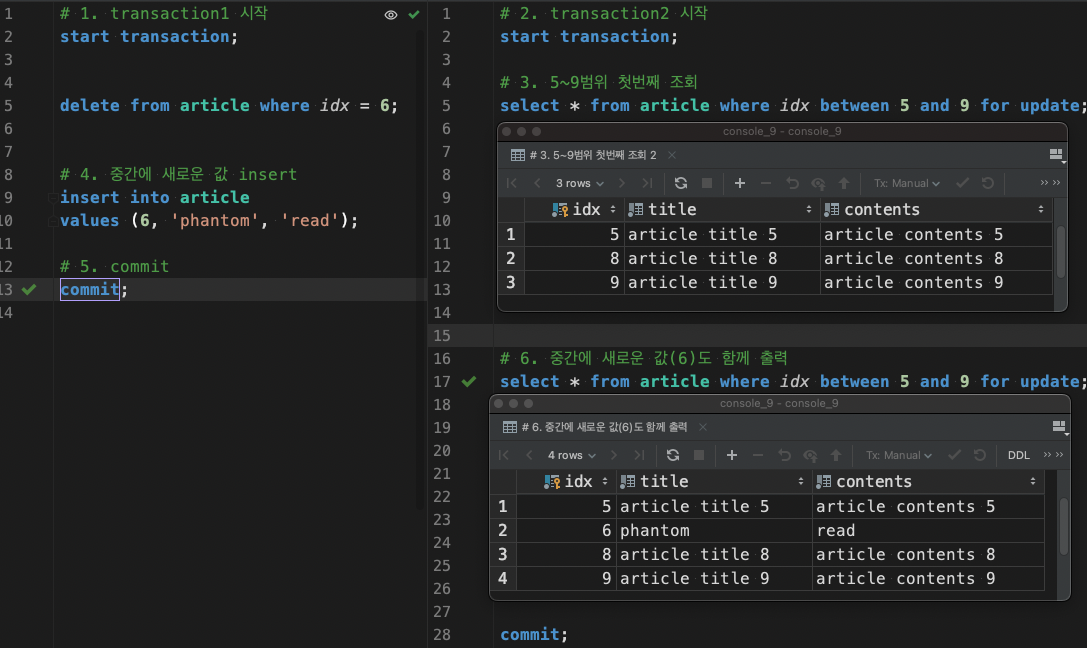 1 # 1. transaction1 시작
2 start transaction;
3
4
5 delete from article where idx = 6;
6
7
8 # 4. 중간에 새로운 값 insert
9 insert into article
10 values (6, 'phantom', 'read');
11
12 # 5. commit
13 commit;
14
1 # 2. transaction2 시작
2 start transaction;
3
4 # 3. 5~9범위 첫번째 조회
5 select * from article where idx between 5 and 9 for update;
6
console_9 - console_9
7
# 3. 5~9범위 첫번째 조회 2
8
3 rows Tx: Manual
9
idx title contents
10
1 5 article title 5 article contents 5
11
2 8 article title 8 article contents 8
12
3 9 article title 9 article contents 9
13
14
15
16 # 6. 중간에 새로운 값(6)도 함께 출력
17 select * from article where idx between 5 and 9 for update;
18
console_9 - console_9
19
# 6. 중간에 새로운 값(6)도 함께 출력
20
4 rows Tx: Manual DDL
21
idx title contents
22
1 5 article title 5 article contents 5
23
2 6 phantom read
24
3 8 article title 8 article contents 8
25
4 9 article title 9 article contents 9
26
27
28 commit;